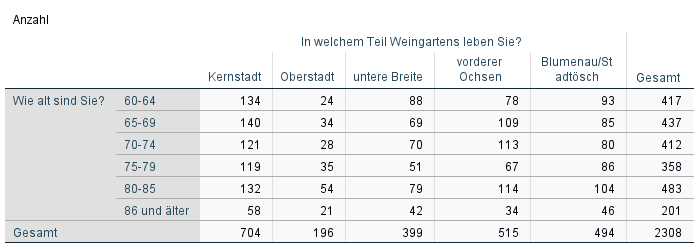 Anzahl
In welchem Teil Weingartens leben Sie?
Kernstadt Oberstadt untere Breite vorderer Ochsen Blumenau/St adtösch Gesamt
Wie alt sind Sie? 60-64 134 24 88 78 93 417
65-69 140 34 69 109 85 437
70-74 121 28 70 113 80 412
75-79 119 35 51 67 86 358
80-85 132 54 79 114 104 483
86 und älter 58 21 42 34 46 201
Gesamt 704 196 399 515 494 2308